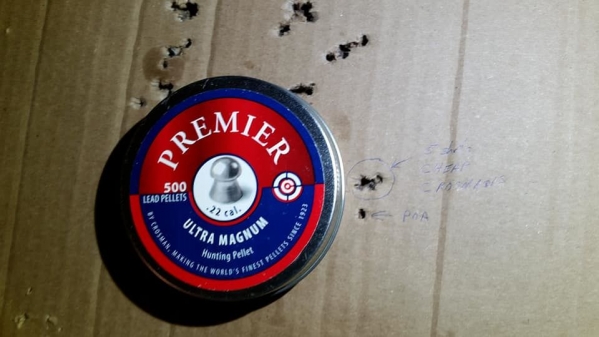 PREMIER
500
LEAD PELLETS
.22 cal.
ULTRA MAGNUM
Hunting Pellet
BY CROSMAN, MAKING THE WORLD'S FINEST PELLETS SINCE 1923
POA